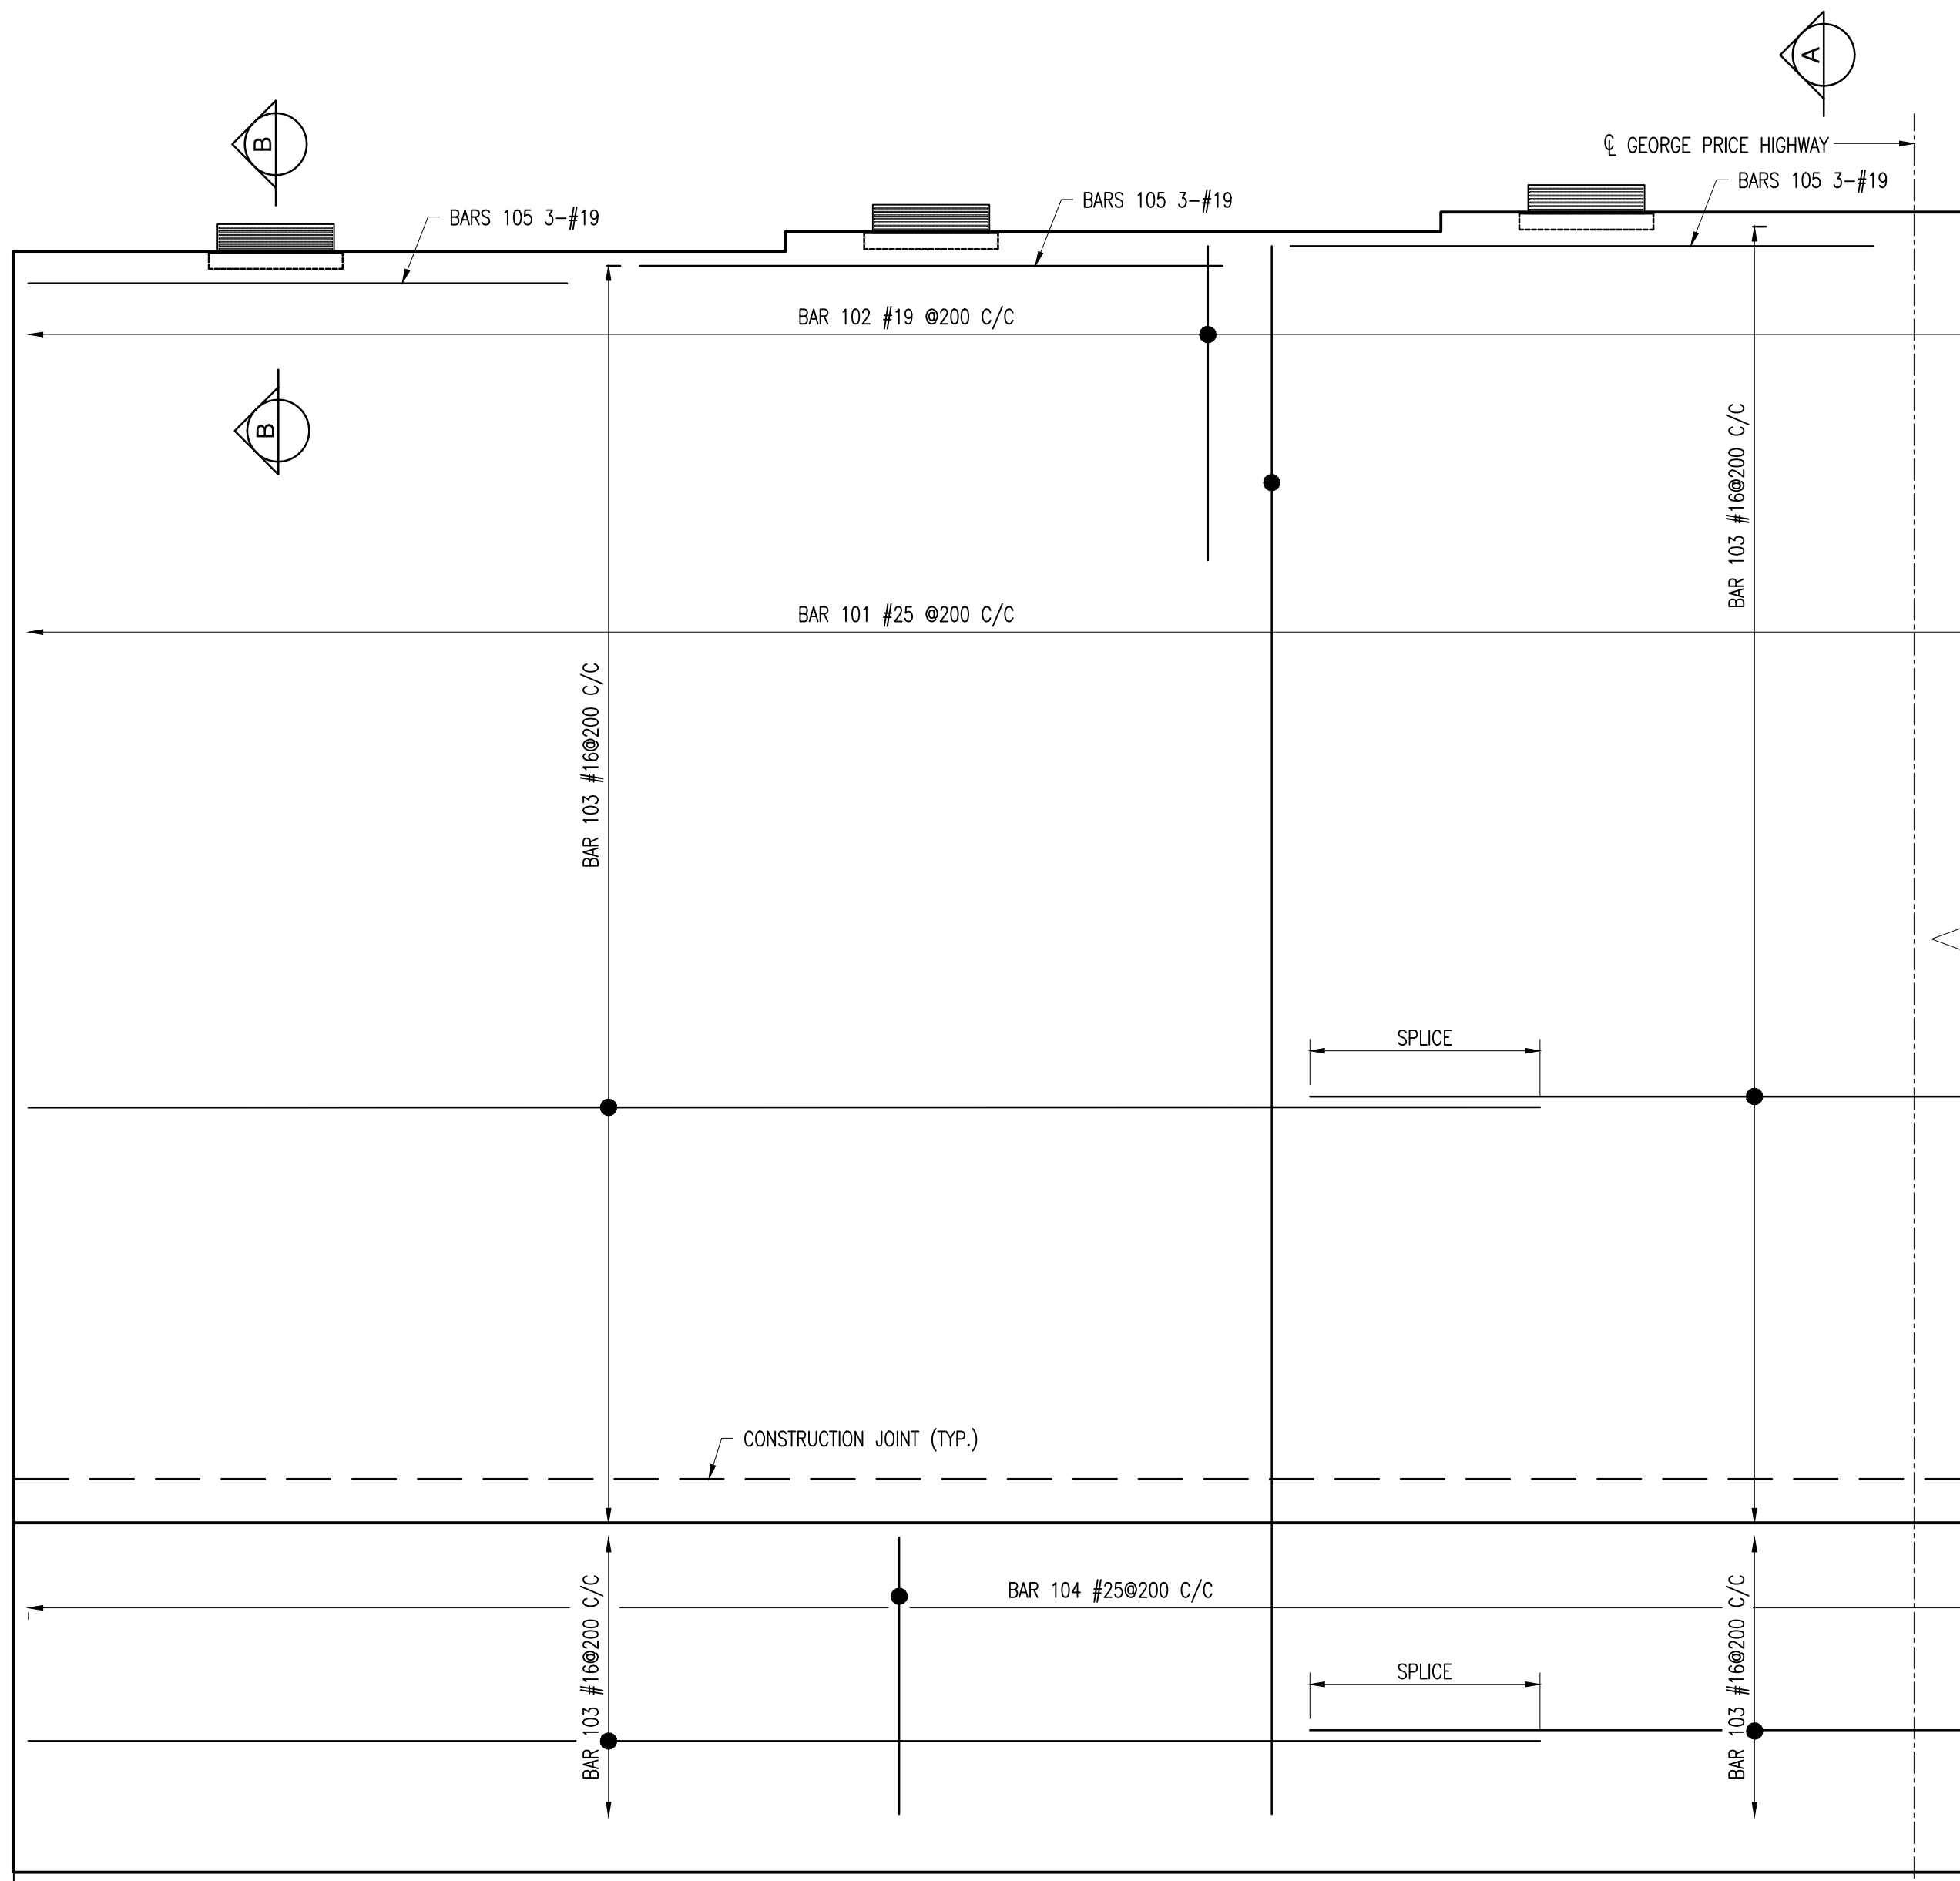 A
B
℄ GEORGE PRICE HIGHWAY
BARS 105 3-#19
BARS 105 3-#19
BARS 105 3-#19
BAR 102 #19 @200 C/C
B
BAR 103 #16@200 C/C
BAR 101 #25 @200 C/C
BAR 103 #16@200 C/C
SPLICE
CONSTRUCTION JOINT (TYP.)
BAR 104 #25@200 C/C
BAR 103 #16@200 C/C
BAR 103 #16@200 C/C
SPLICE